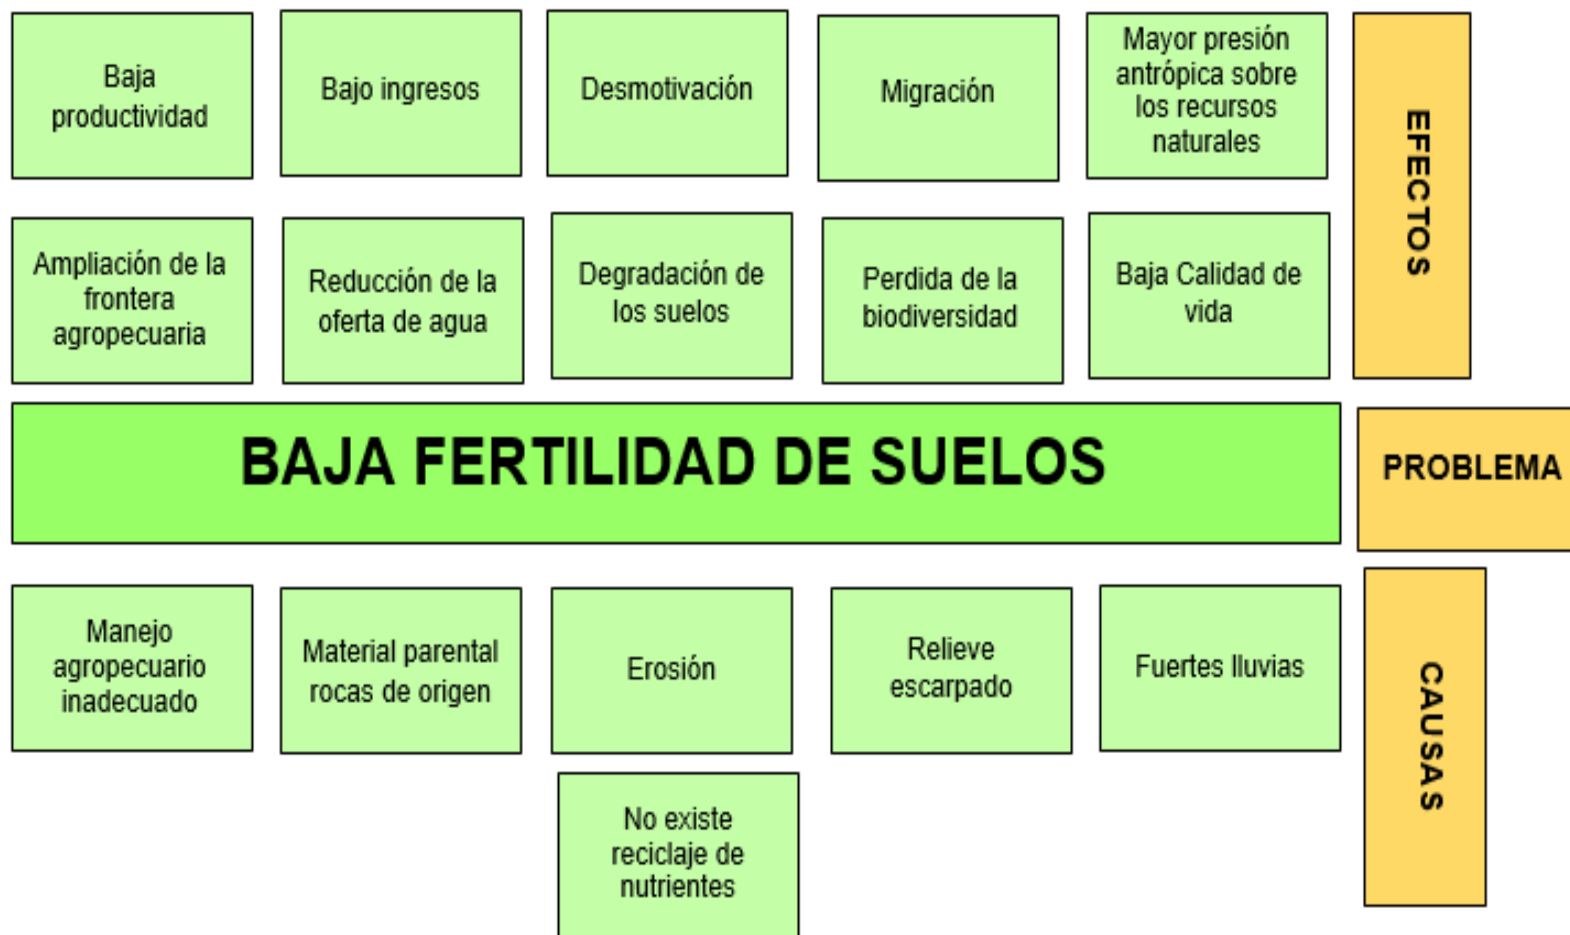 Baja
productividad
Bajo ingresos
Desmotivación
Migración
Mayor presión
antrópica sobre
los recursos
naturales
EFECTOS
Ampliación de la
frontera
agropecuaria
Reducción de la
oferta de agua
Degradación de
los suelos
Perdida de la
biodiversidad
Baja Calidad de
vida
BAJA FERTILIDAD DE SUELOS
PROBLEMA
Manejo
agropecuario
inadecuado
Material parental
rocas de origen
Erosión
Relieve
escarpado
Fuertes lluvias
CAUSAS
No existe
reciclaje de
nutrientes